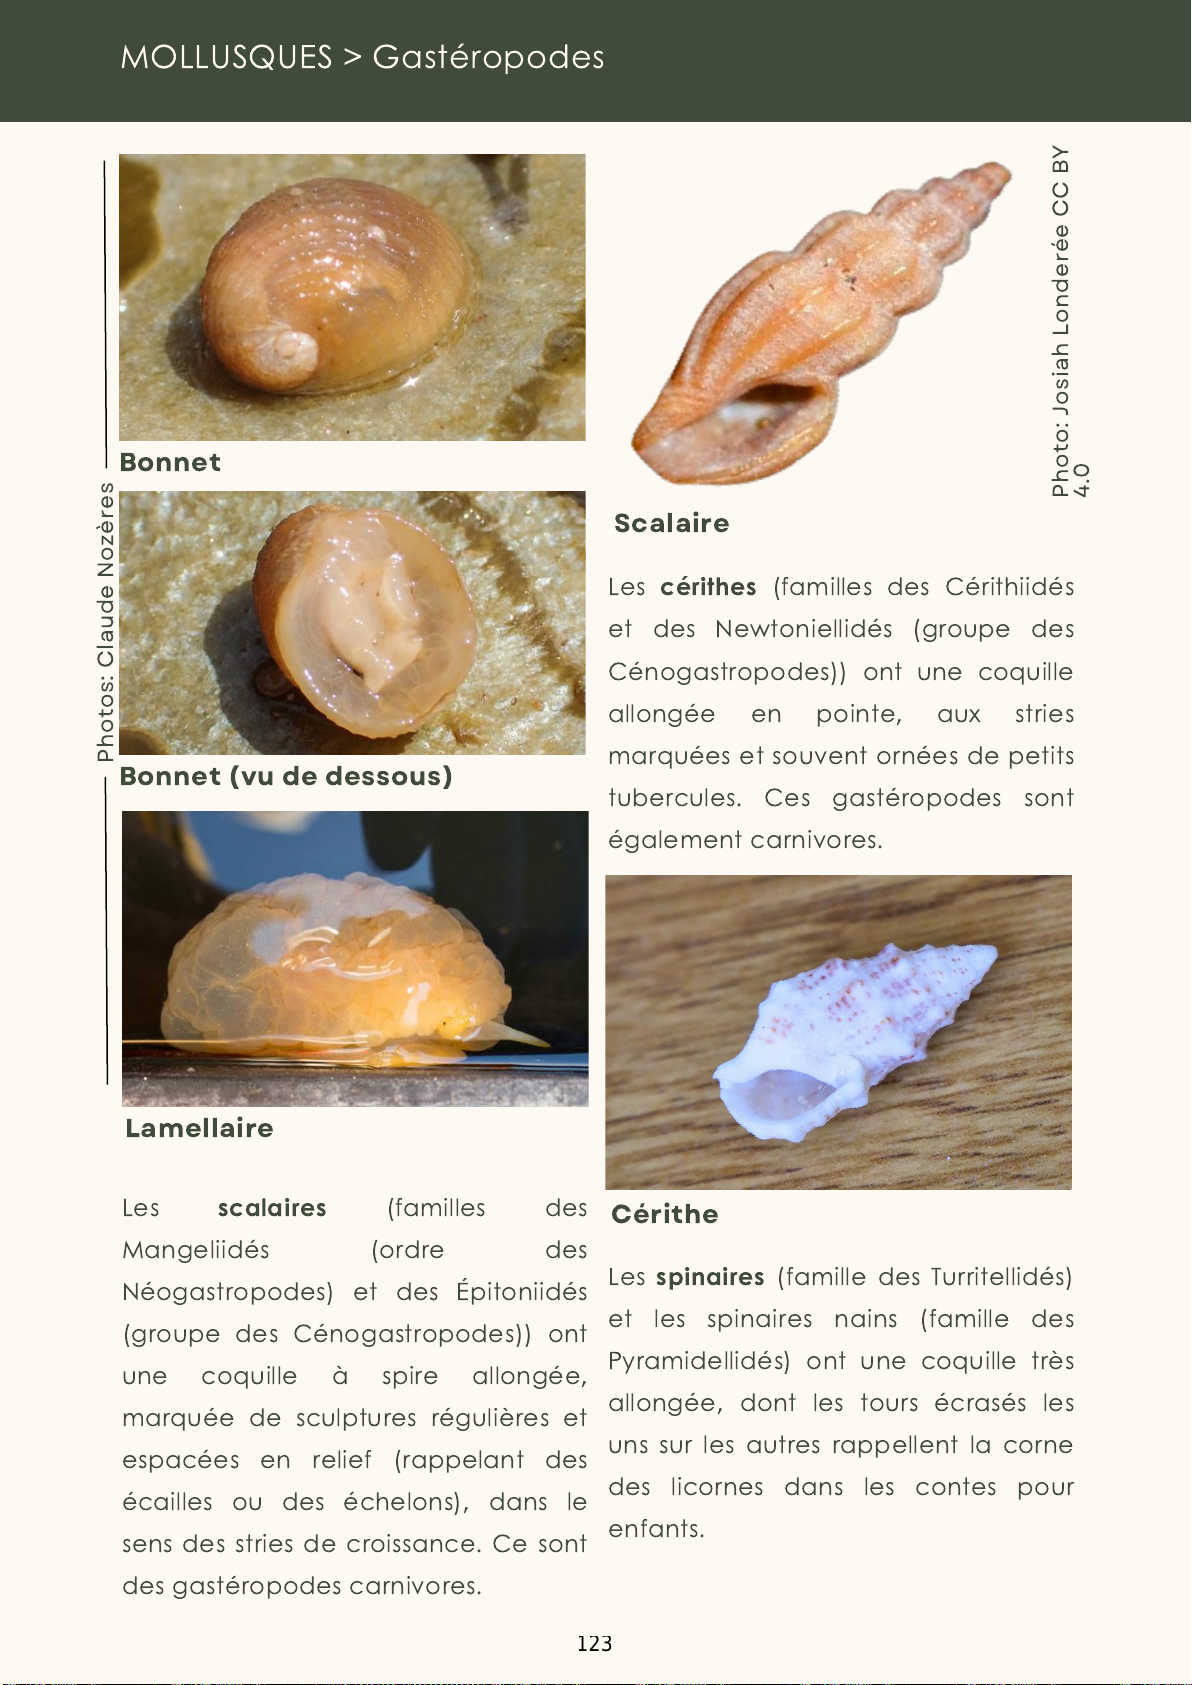 MOLLUSQUES > Gastéropodes
Photos: Claude Nozères
Bonnet
Bonnet (vu de dessous)
Lamellaire
Les scalaires (familles des
Mangeliidés (ordre des
Néogastropodes) et des Épitoniidés
(groupe des Cénogastropodes)) ont
une coquille à spire allongée,
marquée de sculptures régulières et
espacées en relief (rappelant des
écailles ou des échelons), dans le
sens des stries de croissance. Ce sont
des gastéropodes carnivores.
Photo: Josiah Londerée CC BY
4.0
Scalaire
Les cérithes (familles des Cérithiidés
et des Newtoniellidés (groupe des
Cénogastropodes)) ont une coquille
allongée en pointe, aux stries
marquées et souvent ornées de petits
tubercules. Ces gastéropodes sont
également carnivores.
Cérithe
Les spinaires (famille des Turritellidés)
et les spinaires nains (famille des
Pyramidellidés) ont une coquille très
allongée, dont les tours écrasés les
uns sur les autres rappellent la corne
des licornes dans les contes pour
enfants.
123